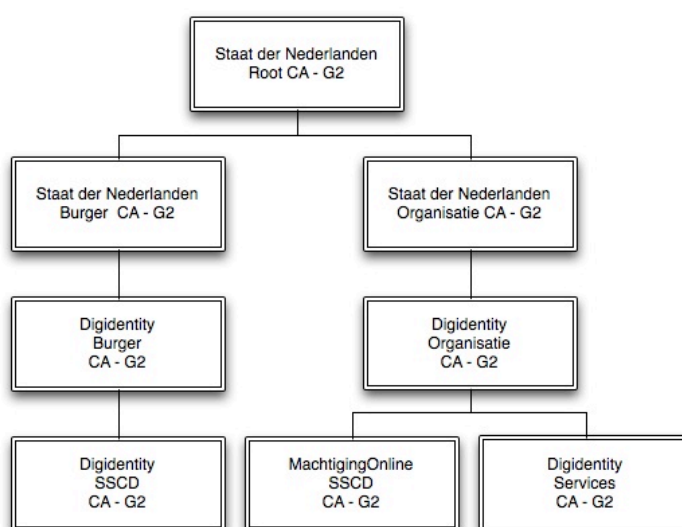 Staat der Nederlanden
Root CA - G2
Staat der Nederlanden
Burger CA - G2
Staat der Nederlanden
Organisatie CA - G2
Digidentity
Burger
CA - G2
Digidentity
Organisatie
CA - G2
Digidentity
SSCD
CA - G2
MachtigingOnline
SSCD
CA - G2
Digidentity
Services
CA - G2